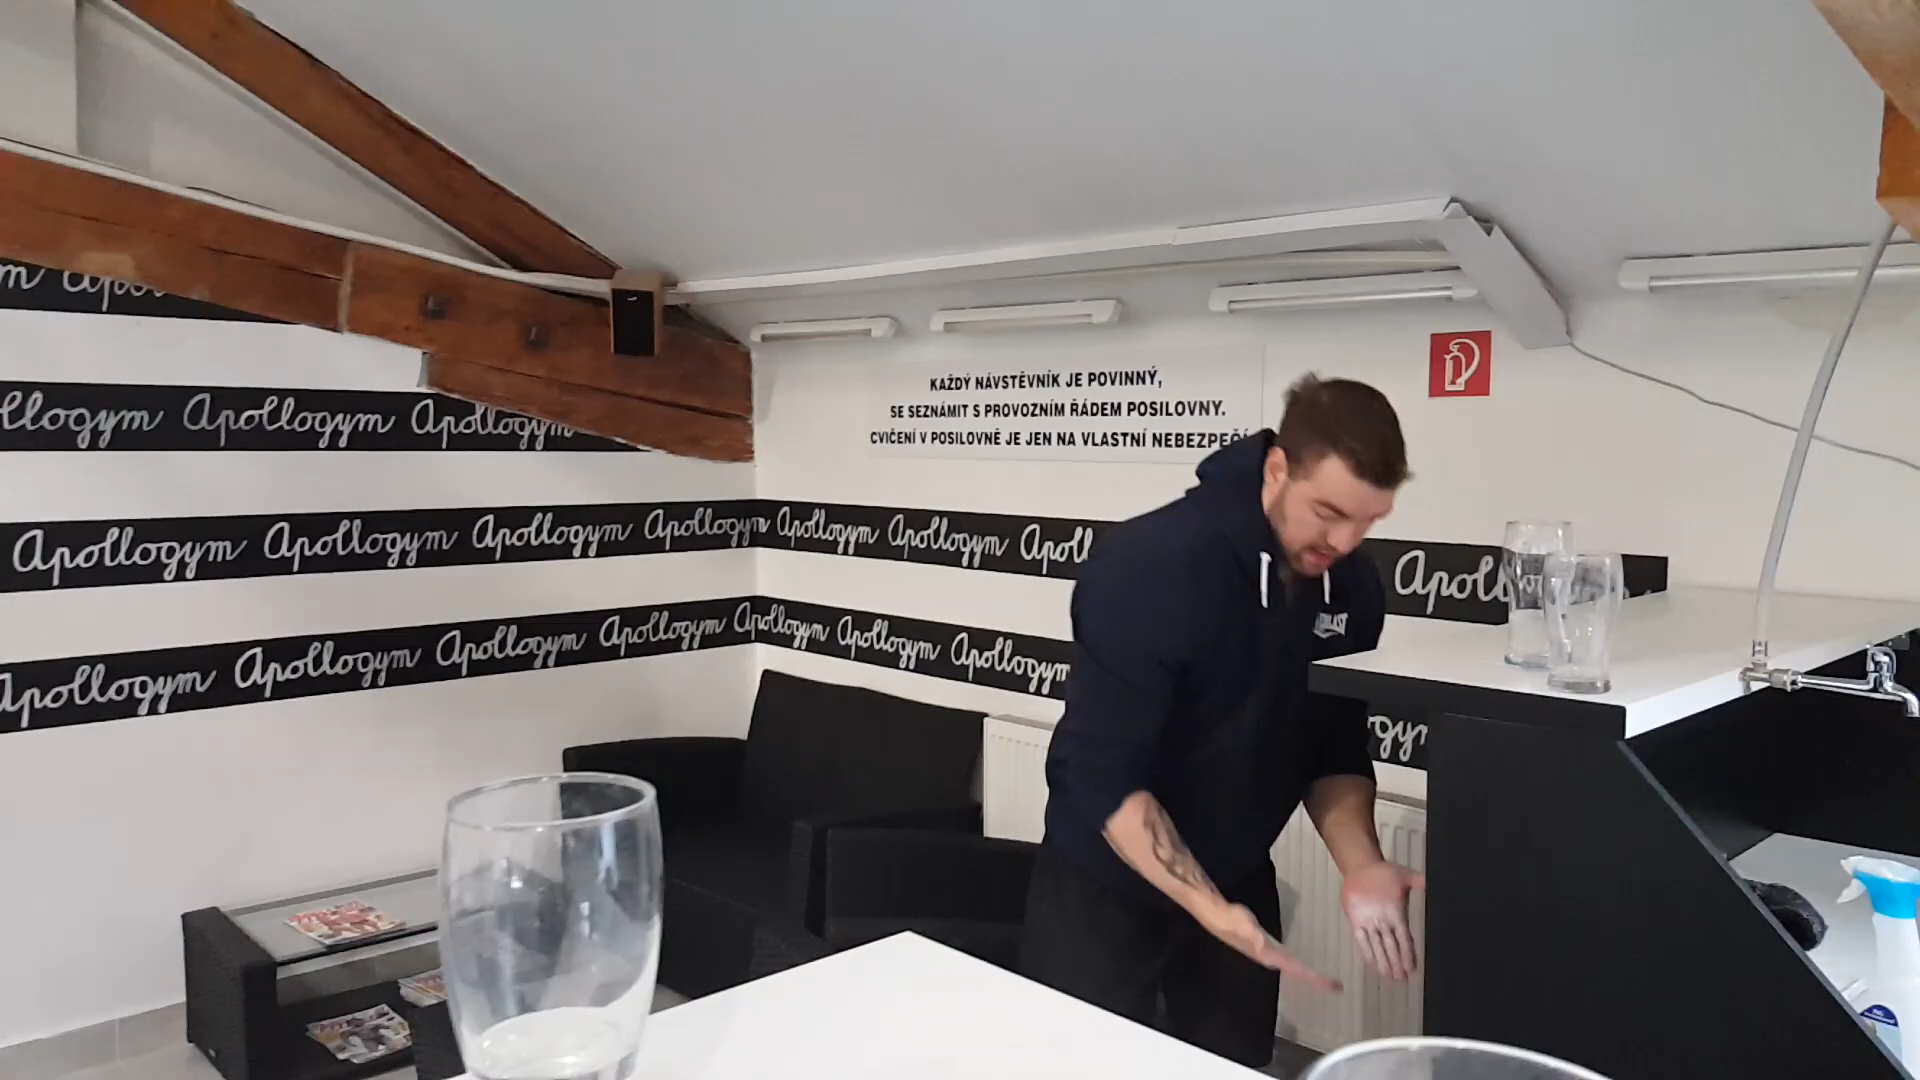 Apollogym Apollogym Apollogym
KAŽDÝ NÁVSTĚVNÍK JE POVINNÝ,
SE SEZNÁMIT S PROVOZNÍM ŘÁDEM POSILOVNY.
CVIČENÍ V POSILOVNĚ JE JEN NA VLASTNÍ NEBEZPEČÍ
Apollogym Apollogym Apollogym Apollogym Apollogym Apollogym Apoll
Apollogym Apollogym Apollogym Apollogym Apollogym Apollogym Apollogym